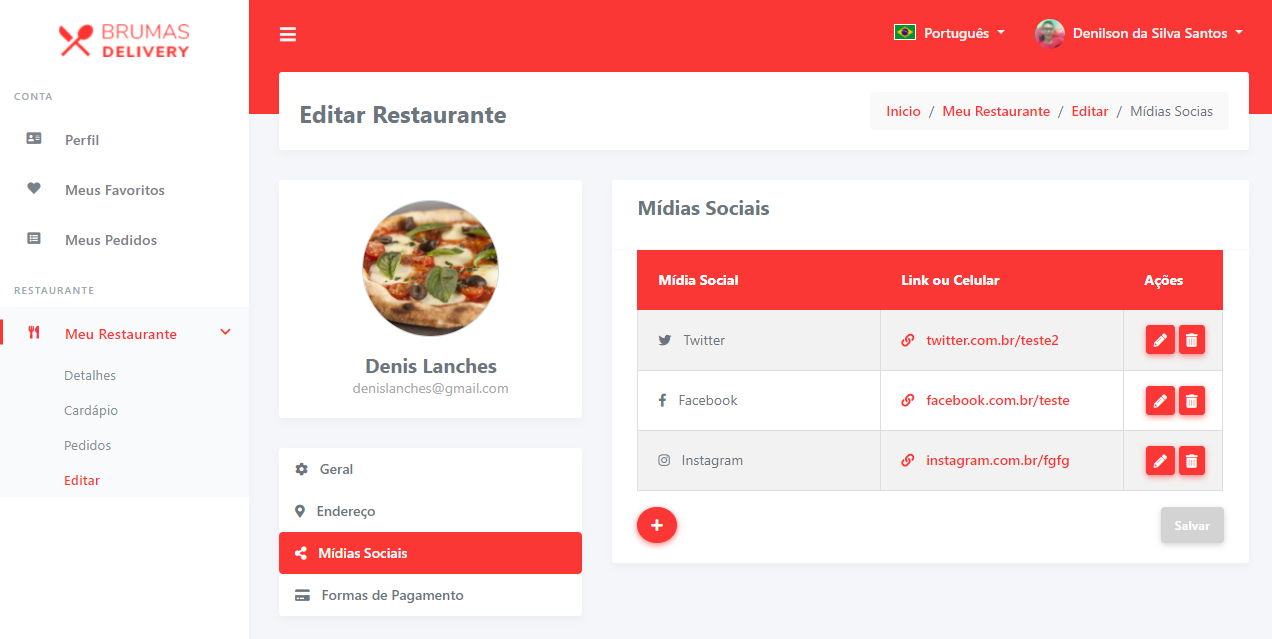 BRUMAS
DELIVERY
CONTA
Perfil
Meus Favoritos
Meus Pedidos
RESTAURANTE
Meu Restaurante
Detalhes
Cardápio
Pedidos
Editar
Português
Denilson da Silva Santos
Editar Restaurante
Inicio / Meu Restaurante / Editar / Mídias Socias
Denis Lanches
denislanches@gmail.com
Geral
Endereço
Mídias Sociais
Formas de Pagamento
Mídias Sociais
Mídia Social Link ou Celular Ações
Twitter twitter.com.br/teste2
Facebook facebook.com.br/teste
Instagram instagram.com.br/fgfg
+ Salvar